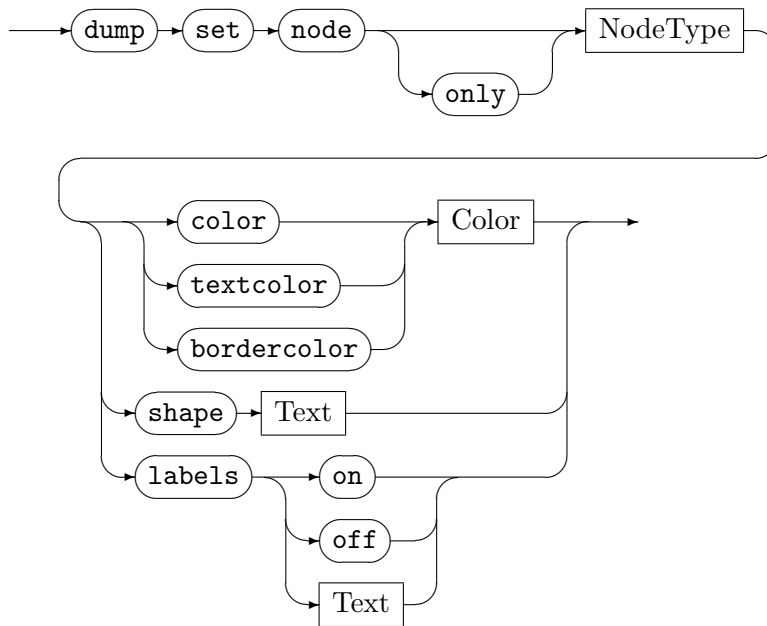 dump set node NodeType
only
color Color
textcolor
bordercolor
shape Text
labels on
off
Text